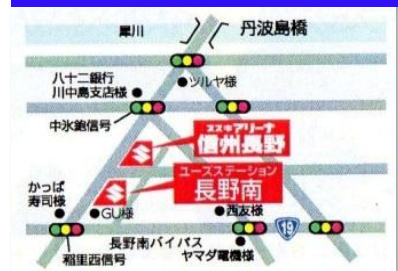 犀川
丹波島橋
八十二銀行
川中島支店様
ツルヤ様
中氷鉋信号
スズキアリーナ
信州長野
ユーズステーション
長野南
かっぱ
寿司様
GU様
西友様
19
長野南バイパス
ヤマダ電機様
稲里西信号